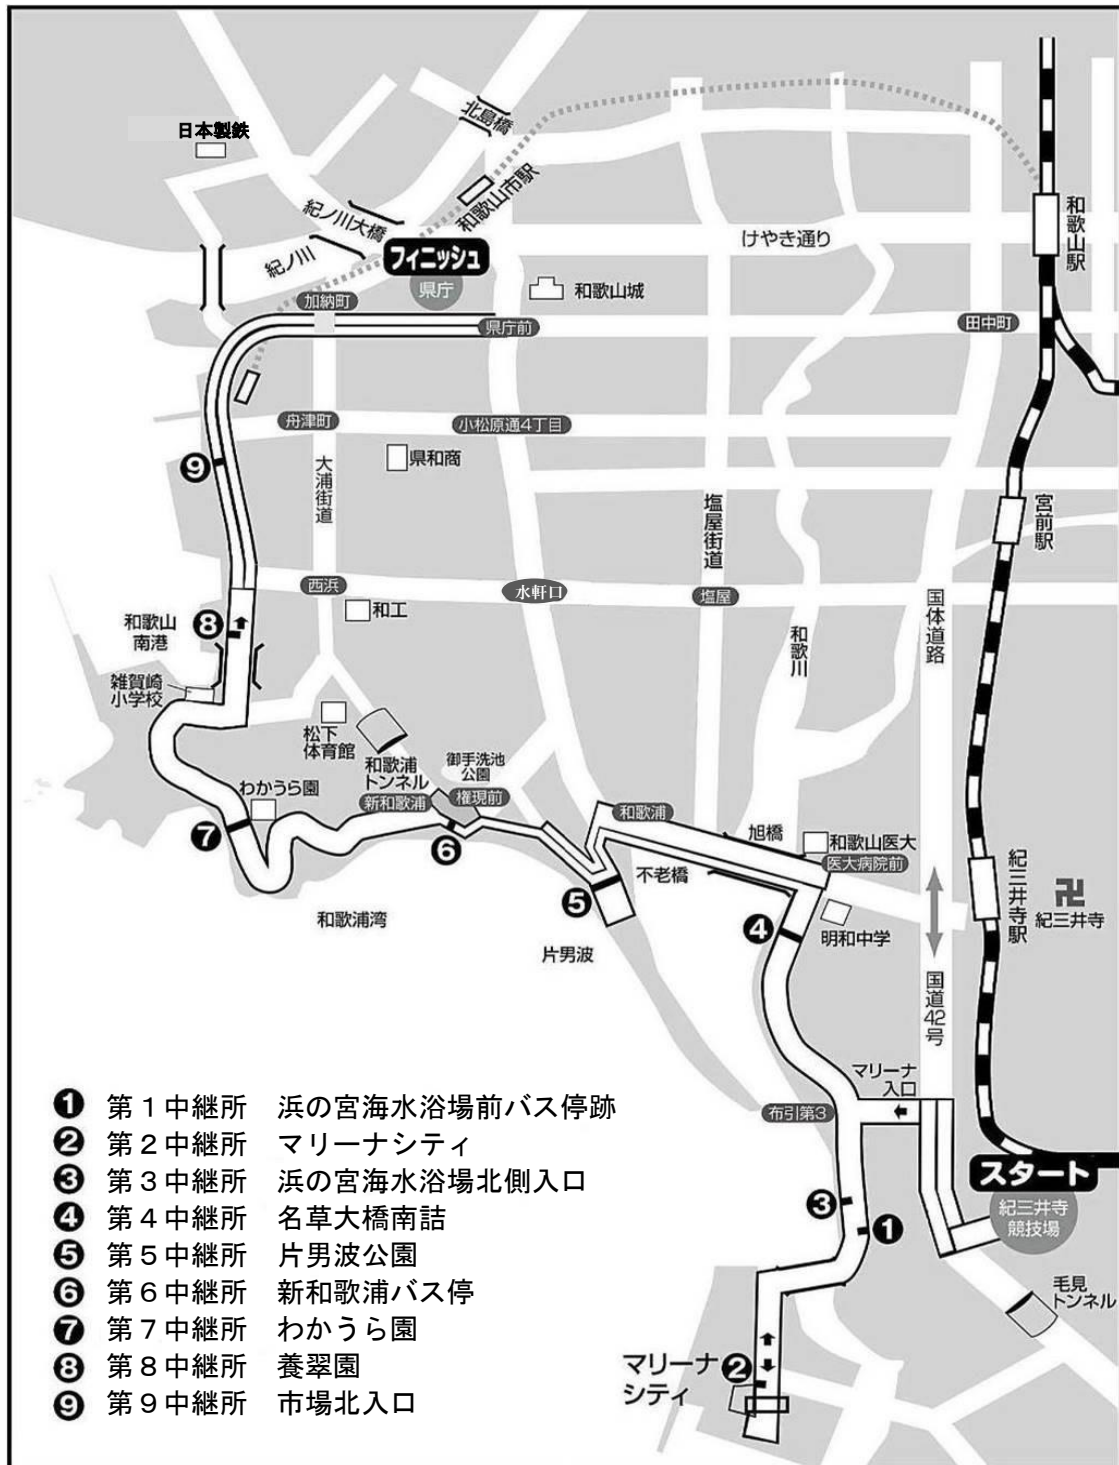 日本製鉄
北島橋
和歌山市駅
紀ノ川大橋
紀ノ川
フィニッシュ
県庁
けやき通り
和歌山駅
和歌山城
加納町
県庁前
田中町
舟津町
小松原通4丁目
県和商
大浦街道
塩屋街道
宮前駅
❾
西浜
水軒口
塩屋
国体道路
和歌山
南港
❽
和工
和歌川
雑賀崎
小学校
松下
体育館
和歌浦
トンネル
御手洗池
公園
わかうら園
新和歌浦
権現前
和歌浦
旭橋
和歌山医大
医大病院前
❼
❻
不老橋
❺
❹
明和中学
紀三井寺駅
卍
紀三井寺
和歌浦湾
片男波
国道42号
マリーナ
入口
布引第3
スタート
紀三井寺
競技場
❸
❶
毛見
トンネル
マリーナ
シティ
❷
❶ 第1中継所 浜の宮海水浴場前バス停跡
❷ 第2中継所 マリーナシティ
❸ 第3中継所 浜の宮海水浴場北側入口
❹ 第4中継所 名草大橋南詰
❺ 第5中継所 片男波公園
❻ 第6中継所 新和歌浦バス停
❼ 第7中継所 わかうら園
❽ 第8中継所 養翠園
❾ 第9中継所 市場北入口